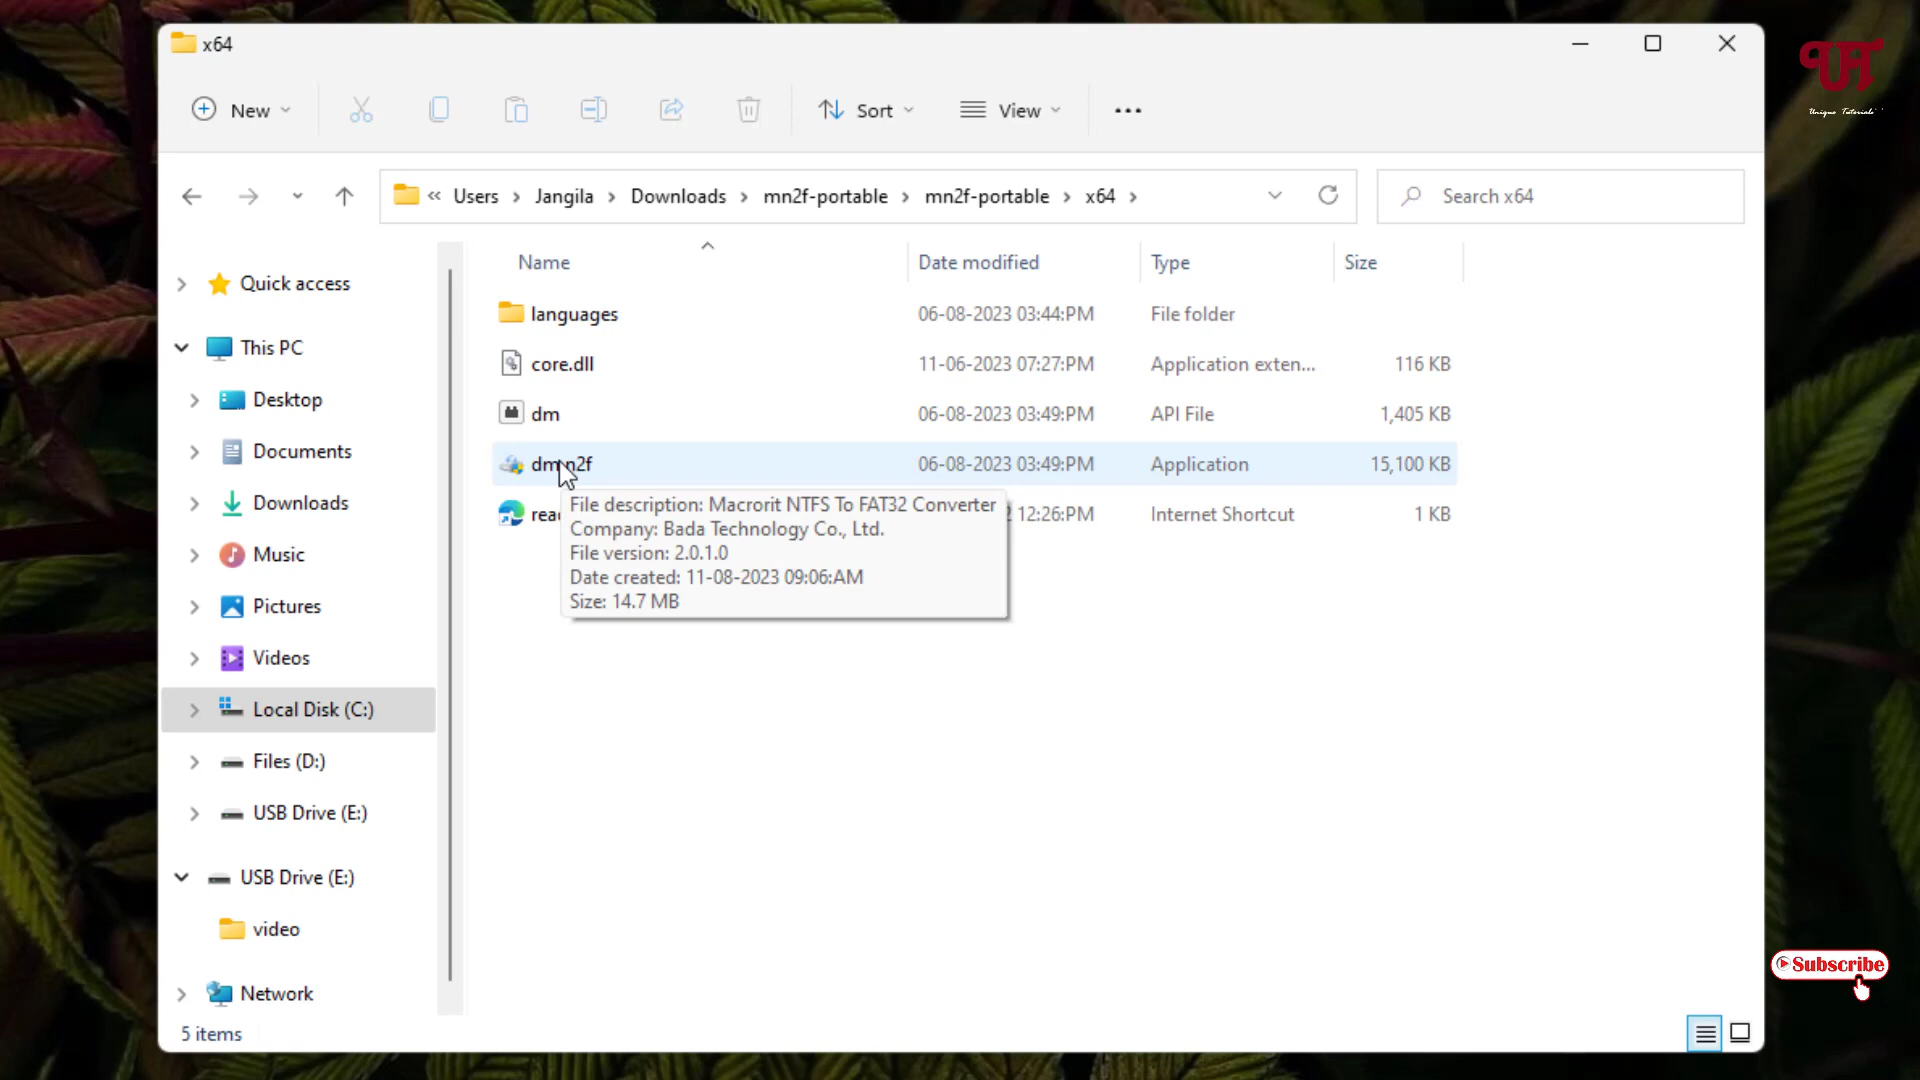 x64
New
Sort
View
Users
Jangila
Downloads
mn2f-portable
mn2f-portable
x64
Search x64
Name
Date modified
Type
Size
Quick access
This PC
Desktop
Documents
Downloads
Music
Pictures
Videos
Local Disk (C:)
Files (D:)
USB Drive (E:)
USB Drive (E:)
video
Network
languages 06-08-2023 03:44:PM File folder
core.dll 11-06-2023 07:27:PM Application exten... 116 KB
dm 06-08-2023 03:49:PM API File 1,405 KB
06-08-2023 03:49:PM Application 15,100 KB
12:26:PM Internet Shortcut 1 KB
File description: Macrorit NTFS To FAT32 Converter
Company: Bada Technology Co., Ltd.
File version: 2.0.1.0
Date created: 11-08-2023 09:06:AM
Size: 14.7 MB
5 items
UT
Unique Tutorials
Subscribe